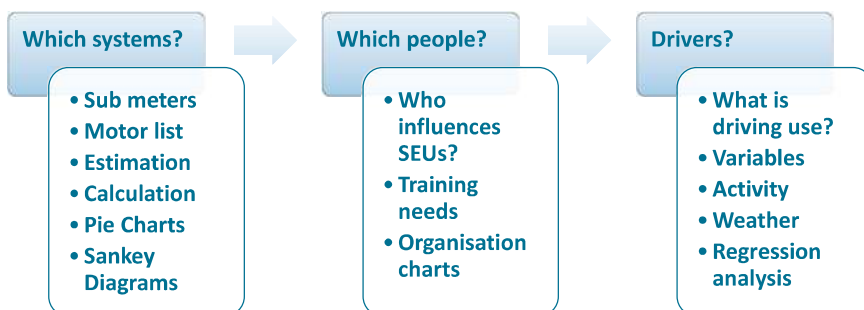 Which systems?
• Sub meters
• Motor list
• Estimation
• Calculation
• Pie Charts
• Sankey
Diagrams
Which people?
• Who
influences
SEUs?
• Training
needs
• Organisation
charts
Drivers?
• What is
driving use?
• Variables
• Activity
• Weather
• Regression
analysis